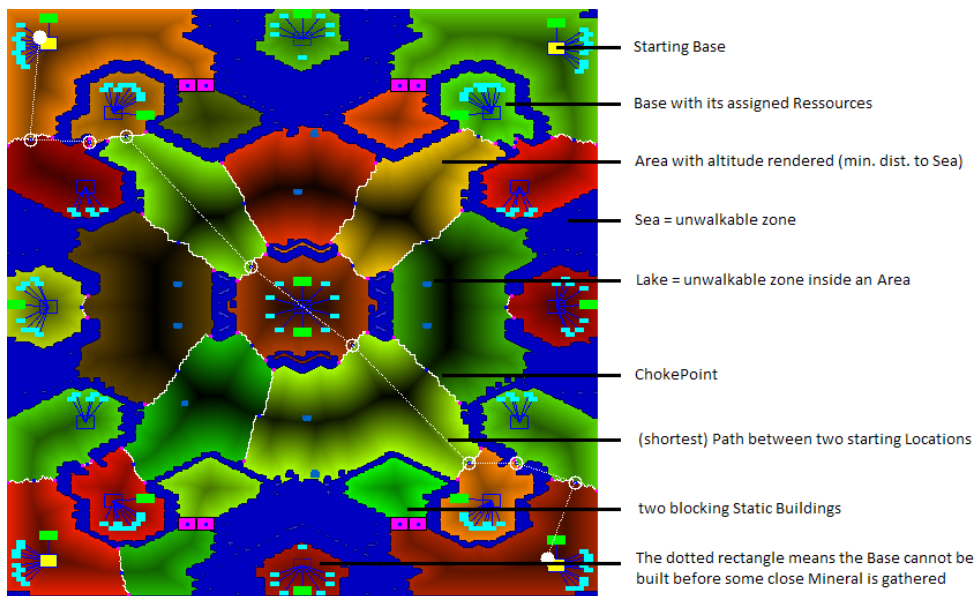 Starting Base
Base with its assigned Ressources
Area with altitude rendered (min. dist. to Sea)
Sea = unwalkable zone
Lake = unwalkable zone inside an Area
ChokePoint
(shortest) Path between two starting Locations
two blocking Static Buildings
The dotted rectangle means the Base cannot be
built before some close Mineral is gathered